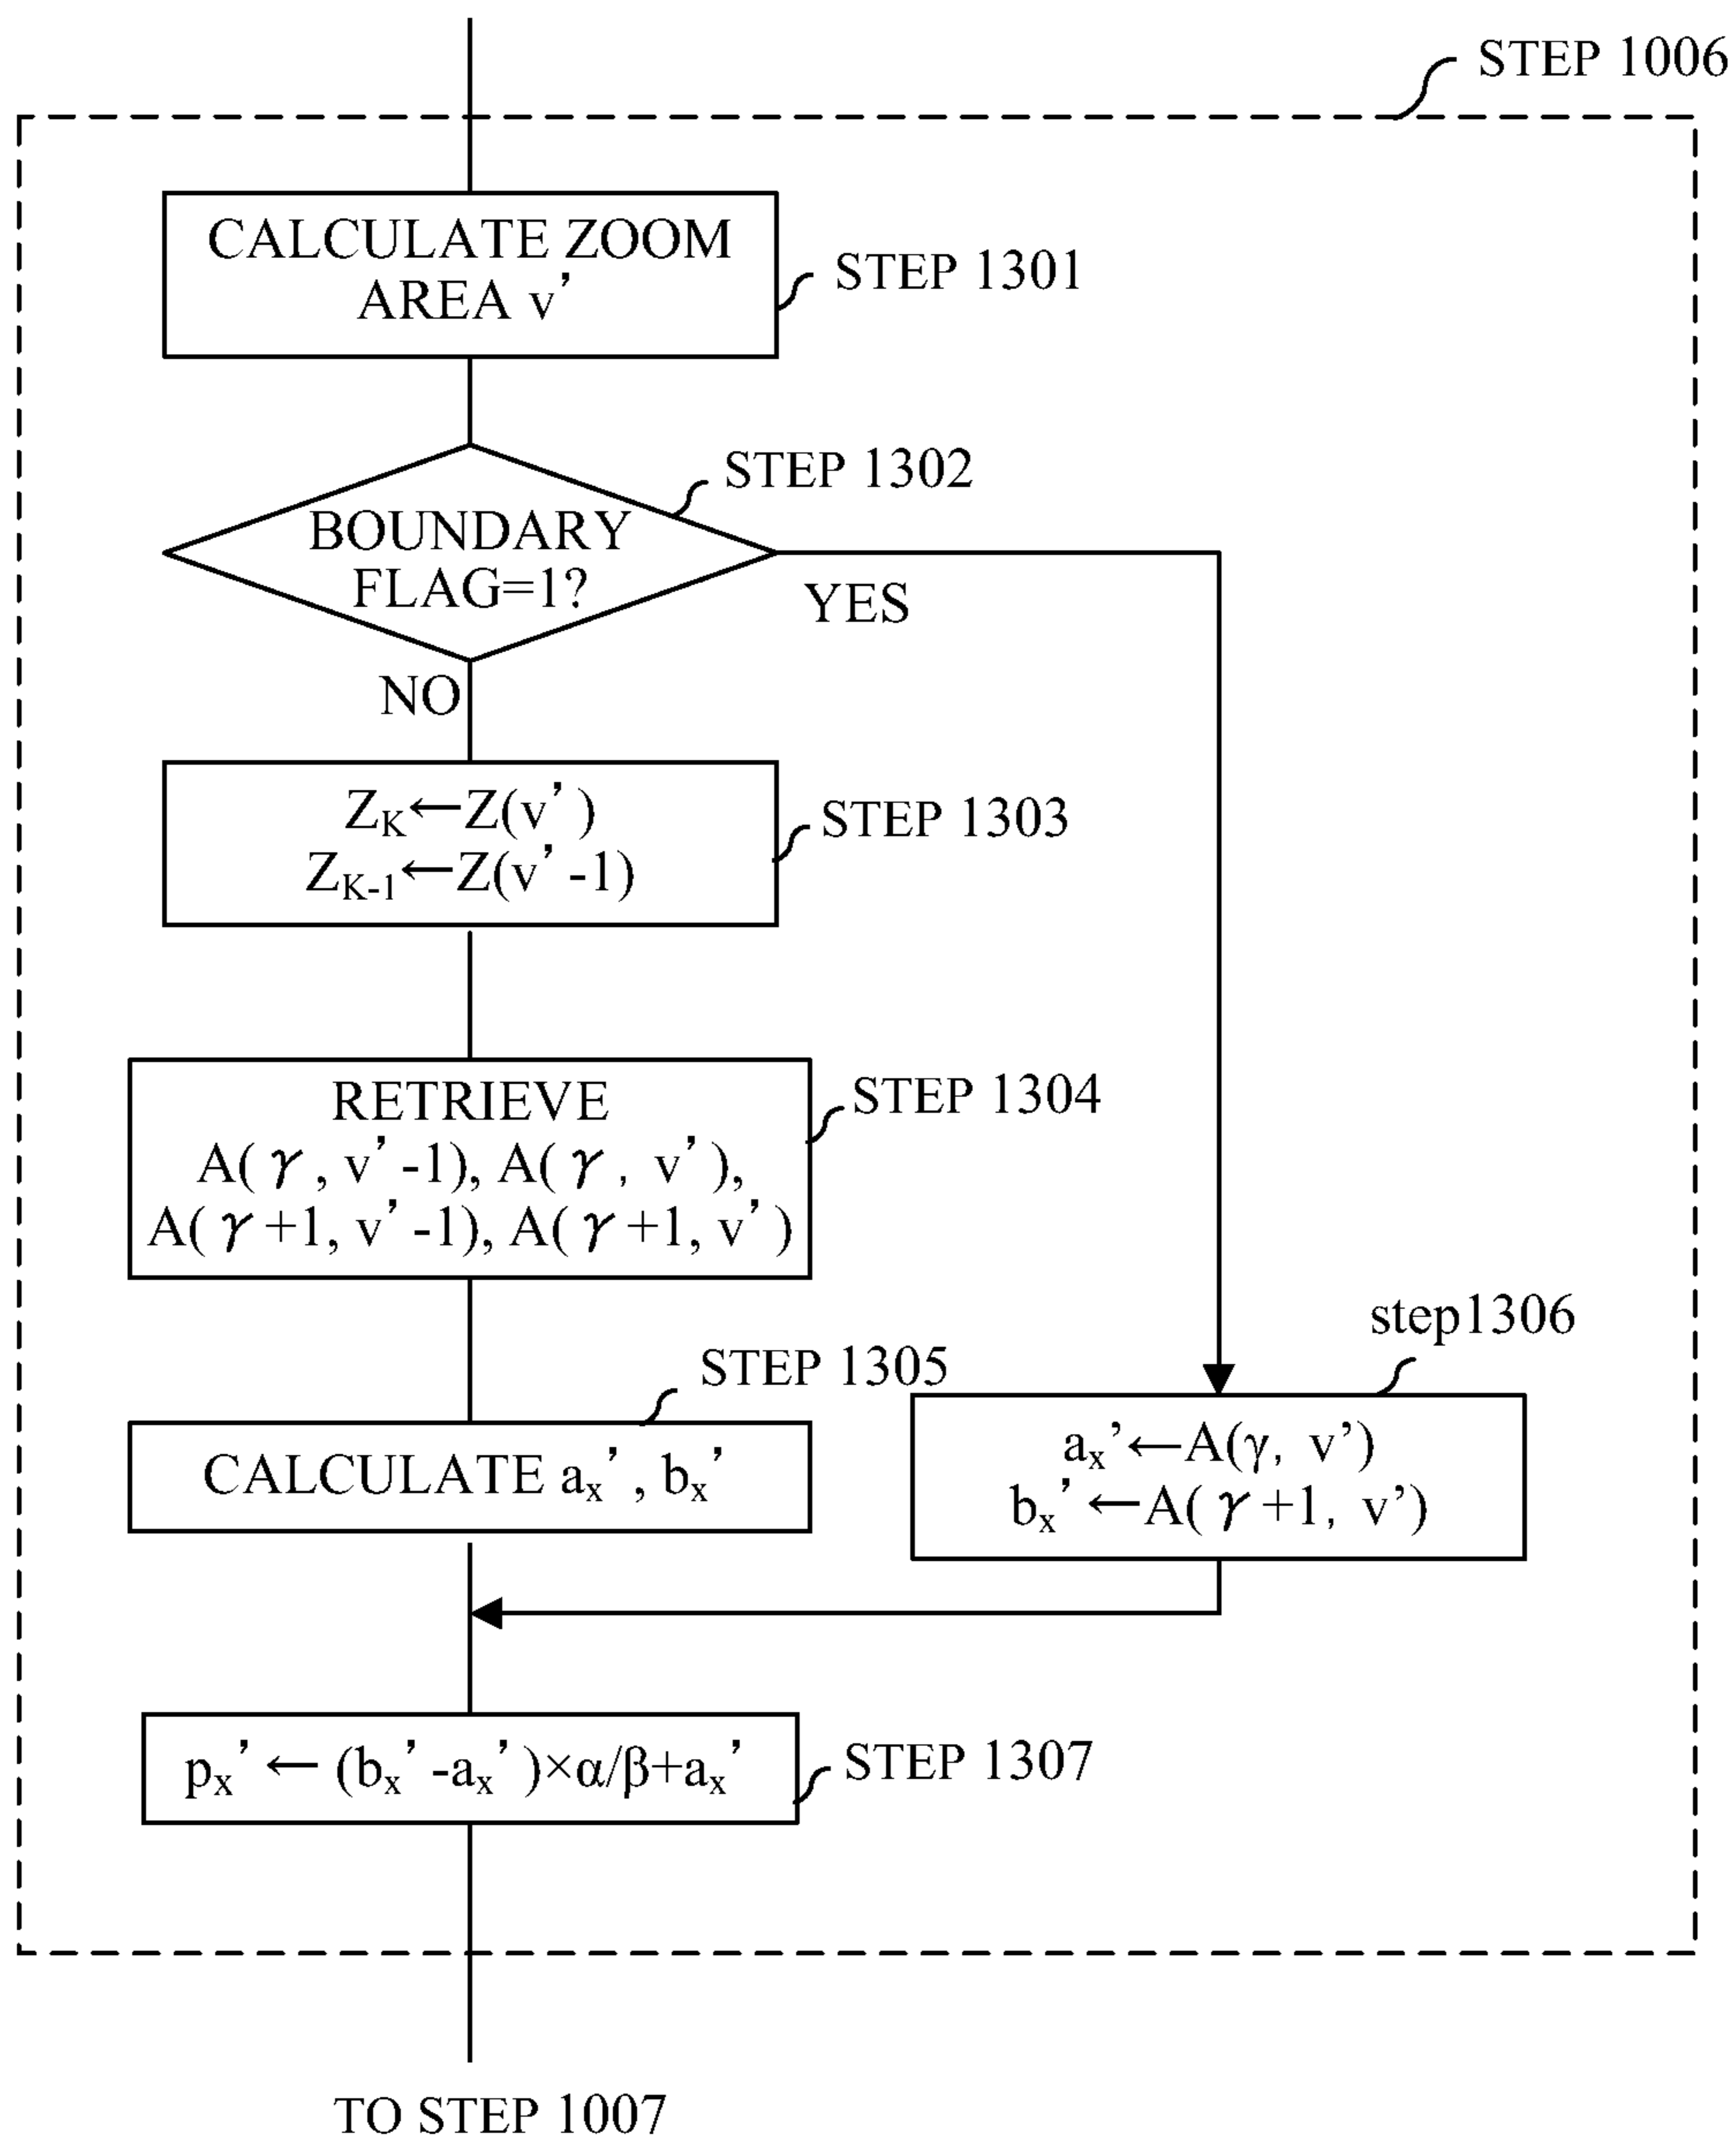 STEP 1006
CALCULATE ZOOM
AREA v’
STEP 1301
STEP 1302
BOUNDARY
FLAG=1?
YES
NO
Z_K←Z(v’)
Z_K-1←Z(v’-1)
STEP 1303
RETRIEVE
A(γ, v’-1), A(γ, v’),
A(γ+1, v’-1), A(γ+1, v’)
STEP 1304
STEP 1305
CALCULATE a_x’, b_x’
step1306
a_x’←A(γ, v’)
b_x’←A(γ+1, v’)
p_x’← (b_x’-a_x’)×α/β+a_x’
STEP 1307
TO STEP 1007